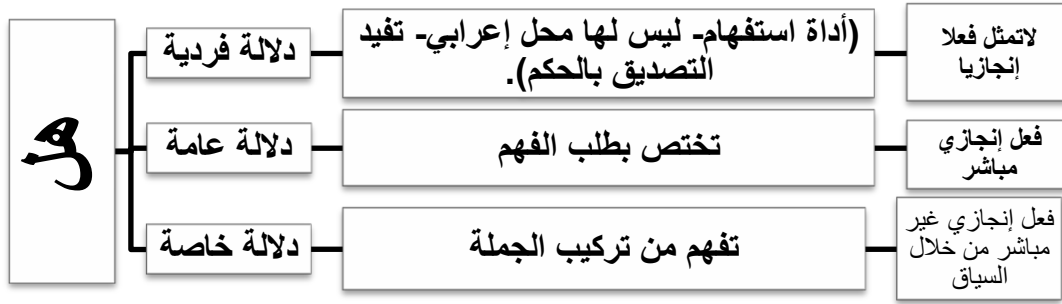 هل
دلالة فردية
(أداة استفهام- ليس لها محل إعرابي- تفيد
التصديق بالحكم).
لاتمثل فعلا
إنجازيا
دلالة عامة
تختص بطلب الفهم
فعل إنجازي
مباشر
دلالة خاصة
تفهم من تركيب الجملة
فعل إنجازي غير
مباشر من خلال
السياق